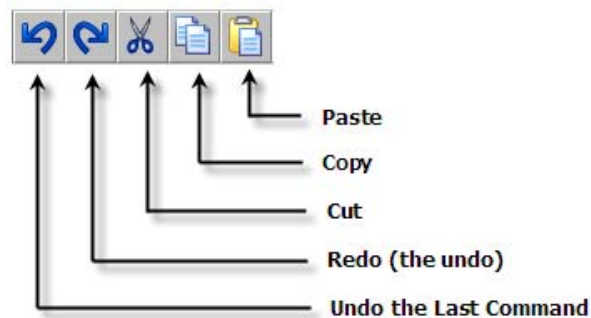 Paste
Copy
Cut
Redo (the undo)
Undo the Last Command